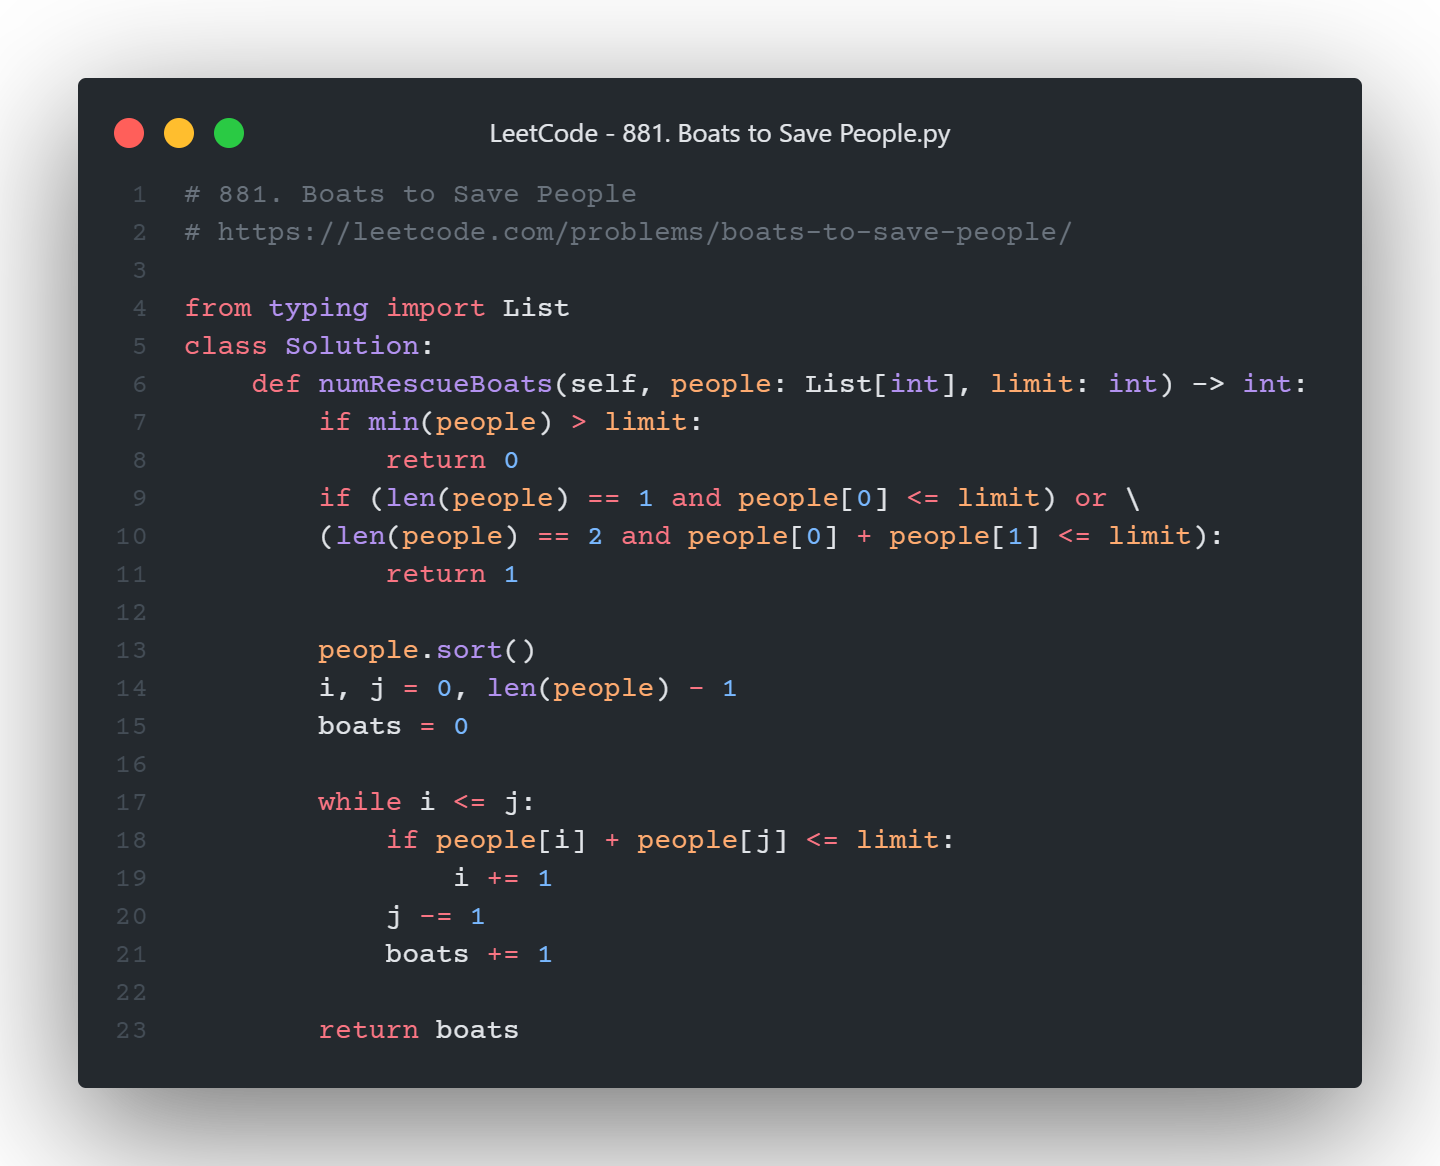 LeetCode - 881. Boats to Save People.py
1 # 881. Boats to Save People
2 # https://leetcode.com/problems/boats-to-save-people/
3
4 from typing import List
5 class Solution:
6     def numRescueBoats(self, people: List[int], limit: int) -> int:
7         if min(people) > limit:
8             return 0
9         if (len(people) == 1 and people[0] <= limit) or \
10         (len(people) == 2 and people[0] + people[1] <= limit):
11             return 1
12
13         people.sort()
14         i, j = 0, len(people) - 1
15         boats = 0
16
17         while i <= j:
18             if people[i] + people[j] <= limit:
19                 i += 1
20             j -= 1
21             boats += 1
22
23         return boats